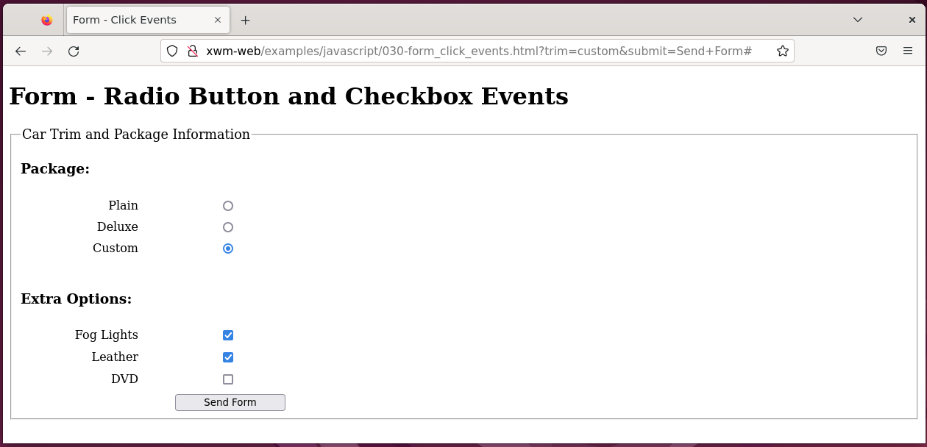 Form - Click Events
xwm-web/examples/javascript/030-form_click_events.html?trim=custom&submit=Send+Form#
Form - Radio Button and Checkbox Events
Car Trim and Package Information
Package:
Plain
Deluxe
Custom
Extra Options:
Fog Lights
Leather
DVD
Send Form